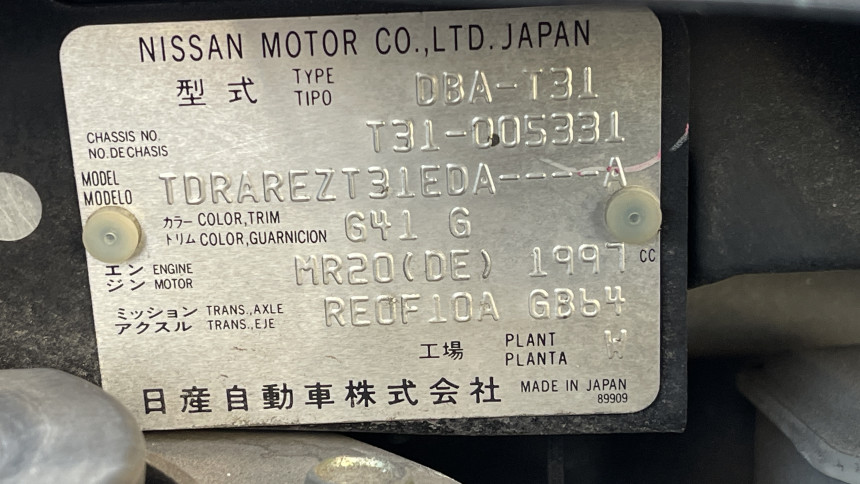 NISSAN MOTOR CO.,LTD. JAPAN
型式 TYPE TIPO DBA-T31
CHASSIS NO. NO.DE CHASIS T31-005331
MODEL MODELO TDRAREZT31EDA----A
カラー COLOR,TRIM トリム COLOR,GUARNICION G41 G
エンジン ENGINE MOTOR MR20(DE) 1997 CC
ミッション TRANS.,AXLE アクスル TRANS.,EJE RE0F10A GB64
工場 PLANT PLANTA W
日産自動車株式会社 MADE IN JAPAN
89909